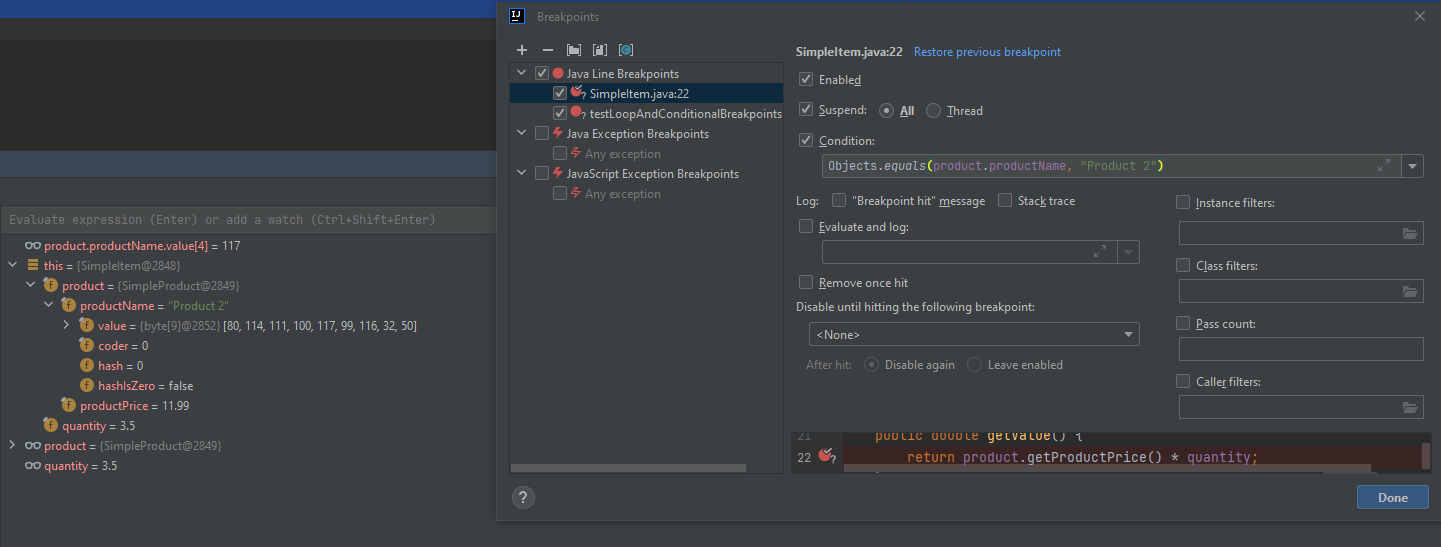 Evaluate expression (Enter) or add a watch (Ctrl+Shift+Enter)
product.productName.value[4] = 117
this = {SimpleItem@2848}
product = {SimpleProduct@2849}
productName = "Product 2"
value = {byte[9]@2852} [80, 114, 111, 100, 117, 99, 116, 32, 50]
coder = 0
hash = 0
hashIsZero = false
productPrice = 11.99
quantity = 3.5
product = {SimpleProduct@2849}
quantity = 3.5
Breakpoints
Java Line Breakpoints
SimpleItem.java:22
testLoopAndConditionalBreakpoints
Java Exception Breakpoints
Any exception
JavaScript Exception Breakpoints
Any exception
SimpleItem.java:22 Restore previous breakpoint
Enabled
Suspend: All Thread
Condition:
Objects.equals(product.productName, "Product 2")
Log: "Breakpoint hit" message Stack trace
Evaluate and log:
Remove once hit
Disable until hitting the following breakpoint:
<None>
After hit: Disable again Leave enabled
Instance filters:
Class filters:
Pass count:
Caller filters:
21 public double getValue() {
22 return product.getProductPrice() * quantity;
? Done